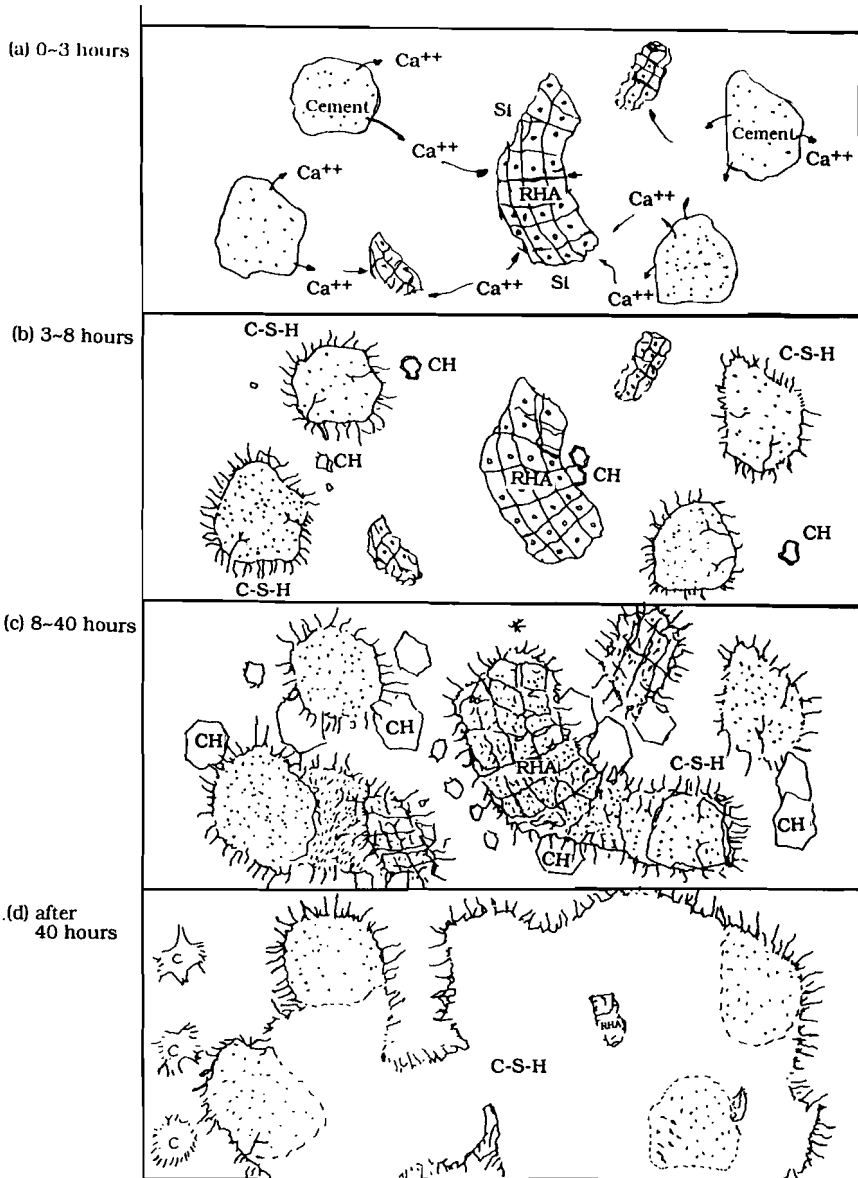 (a) 0~3 hours
Ca++
Cement
Si
Cement
Ca++
Ca++
Ca++
RHA
Ca++
Ca++
Ca++
Si
Ca++
(b) 3~8 hours
C-S-H
CH
C-S-H
CH
RHA
CH
CH
C-S-H
(c) 8~40 hours
CH
CH
C-S-H
RHA
CH
CH
.(d) after
40 hours
C
RHA
C
C-S-H
C